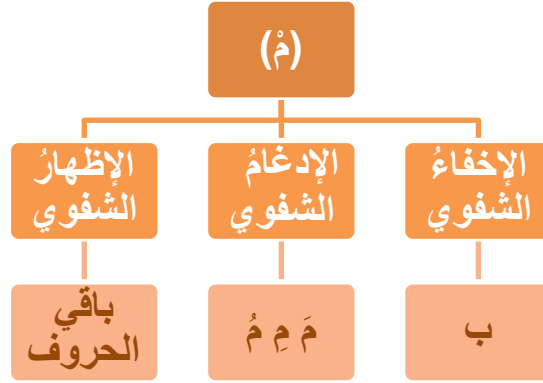 (مْ)
الإخفاءُ
الشفوي
الإدغامُ
الشفوي
الإظهارُ
الشفوي
ب
مَ مِ مُ
باقي
الحروف